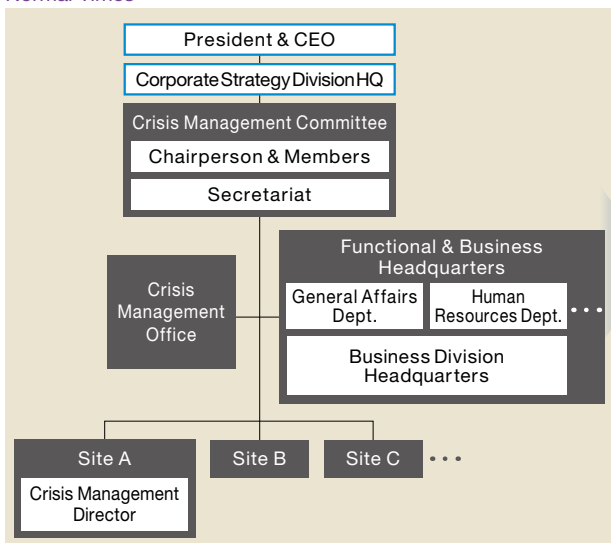 Normal Times
President & CEO
Corporate Strategy Division HQ
Crisis Management Committee
Chairperson & Members
Secretariat
Crisis
Management
Office
Functional & Business
Headquarters
General Affairs
Dept.
Human
Resources Dept.
...
Business Division
Headquarters
Site A
Crisis Management
Director
Site B
Site C
...